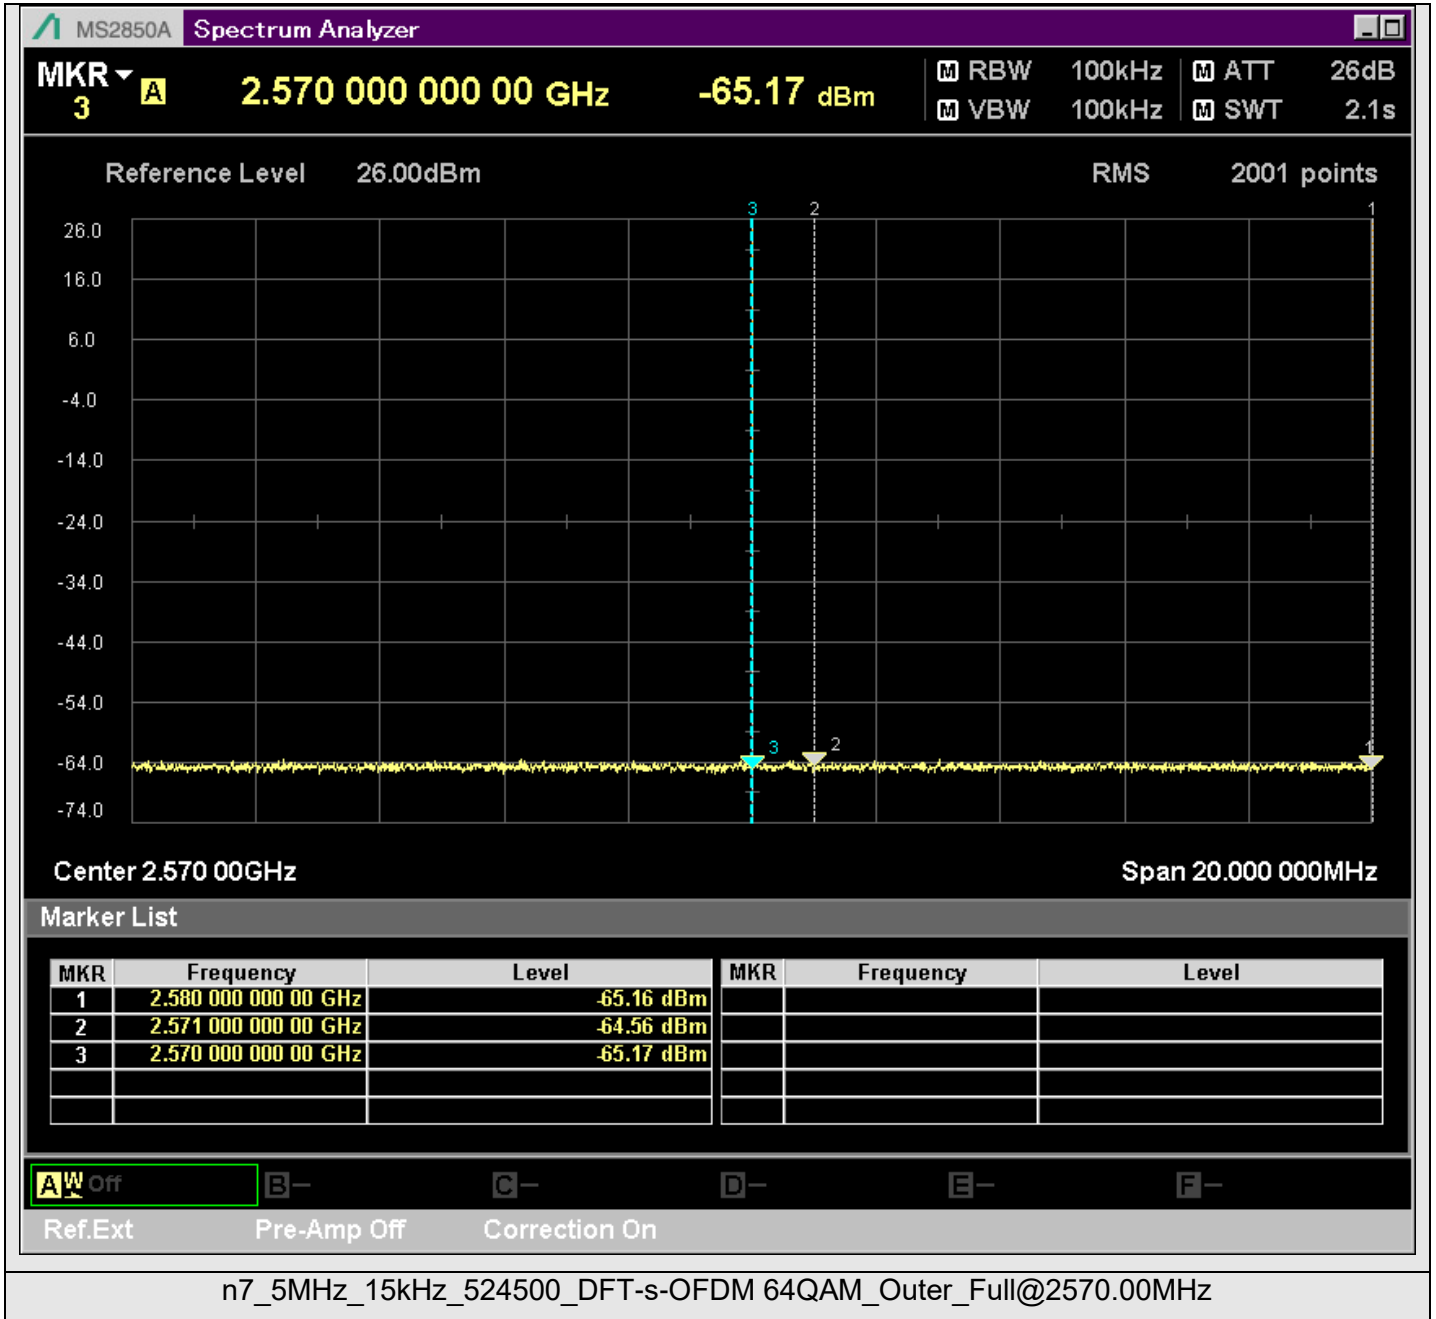 MS2850A Spectrum Analyzer
MKR A 2.570 000 000 00 GHz -65.17 dBm M RBW 100kHz M ATT 26dB
3 M VBW 100kHz M SWT 2.1s
Reference Level 26.00dBm RMS 2001 points
3 2 1
26.0
16.0
6.0
-4.0
-14.0
-24.0
-34.0
-44.0
-54.0
3 2 1
-64.0
-74.0
Center 2.570 00GHz Span 20.000 000MHz
Marker List
MKR Frequency Level MKR Frequency Level
1 2.580 000 000 00 GHz -65.16 dBm
2 2.571 000 000 00 GHz -64.56 dBm
3 2.570 000 000 00 GHz -65.17 dBm
A W Off B — C — D — E — F —
Ref.Ext Pre-Amp Off Correction On
n7_5MHz_15kHz_524500_DFT-s-OFDM 64QAM_Outer_Full@2570.00MHz